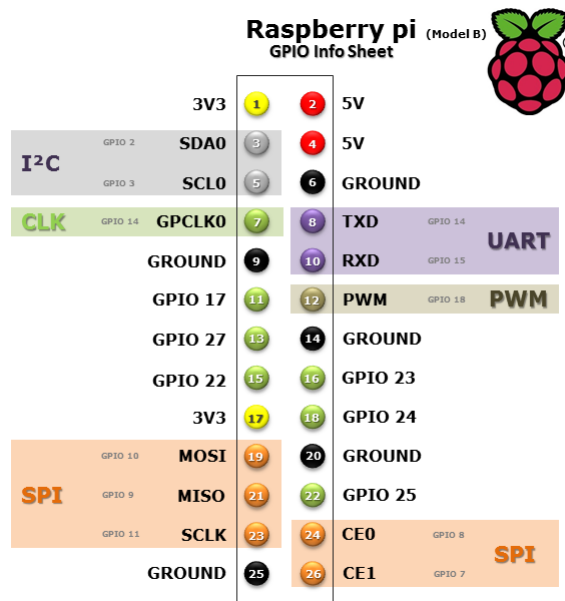 Raspberry pi (Model B)
GPIO Info Sheet
3V3 1 2 5V
I²C GPIO 2 SDA0 3 4 5V
GPIO 3 SCL0 5 6 GROUND
CLK GPIO 14 GPCLK0 7 8 TXD GPIO 14 UART
GROUND 9 10 RXD GPIO 15
GPIO 17 11 12 PWM GPIO 18 PWM
GPIO 27 13 14 GROUND
GPIO 22 15 16 GPIO 23
3V3 17 18 GPIO 24
GPIO 10 MOSI 19 20 GROUND
SPI GPIO 9 MISO 21 22 GPIO 25
GPIO 11 SCLK 23 24 CE0 GPIO 8 SPI
GROUND 25 26 CE1 GPIO 7